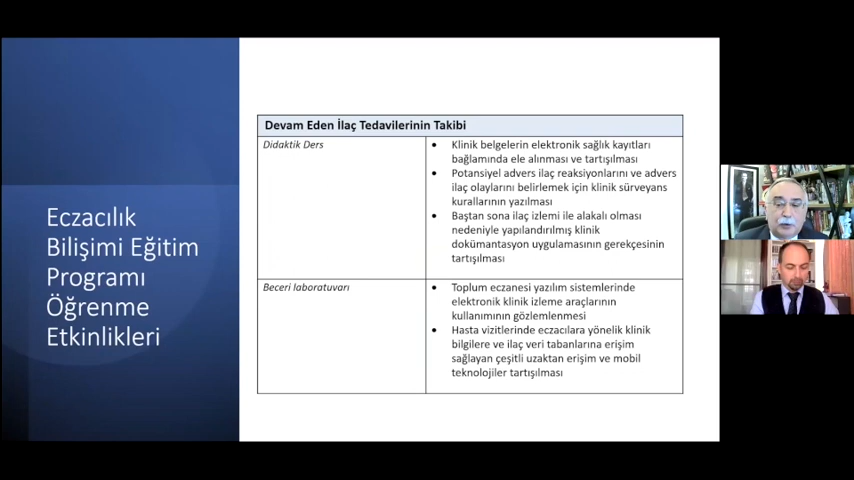 Eczacılık
Bilişimi Eğitim
Programı
Öğrenme
Etkinlikleri
Devam Eden İlaç Tedavilerinin Takibi
Didaktik Ders
• Klinik belgelerin elektronik sağlık kayıtları
bağlamında ele alınması ve tartışılması
• Potansiyel advers ilaç reaksiyonlarını ve advers
ilaç olaylarını belirlemek için klinik sürveyans
kurallarının yazılması
• Baştan sona ilaç izlemi ile alakalı olması
nedeniyle yapılandırılmış klinik
dokümantasyon uygulamasının gerekçesinin
tartışılması
Beceri laboratuvarı
• Toplum eczanesi yazılım sistemlerinde
elektronik klinik izleme araçlarının
kullanımının gözlemlenmesi
• Hasta vizitlerinde eczacılara yönelik klinik
bilgilere ve ilaç veri tabanlarına erişim
sağlayan çeşitli uzaktan erişim ve mobil
teknolojiler tartışılması